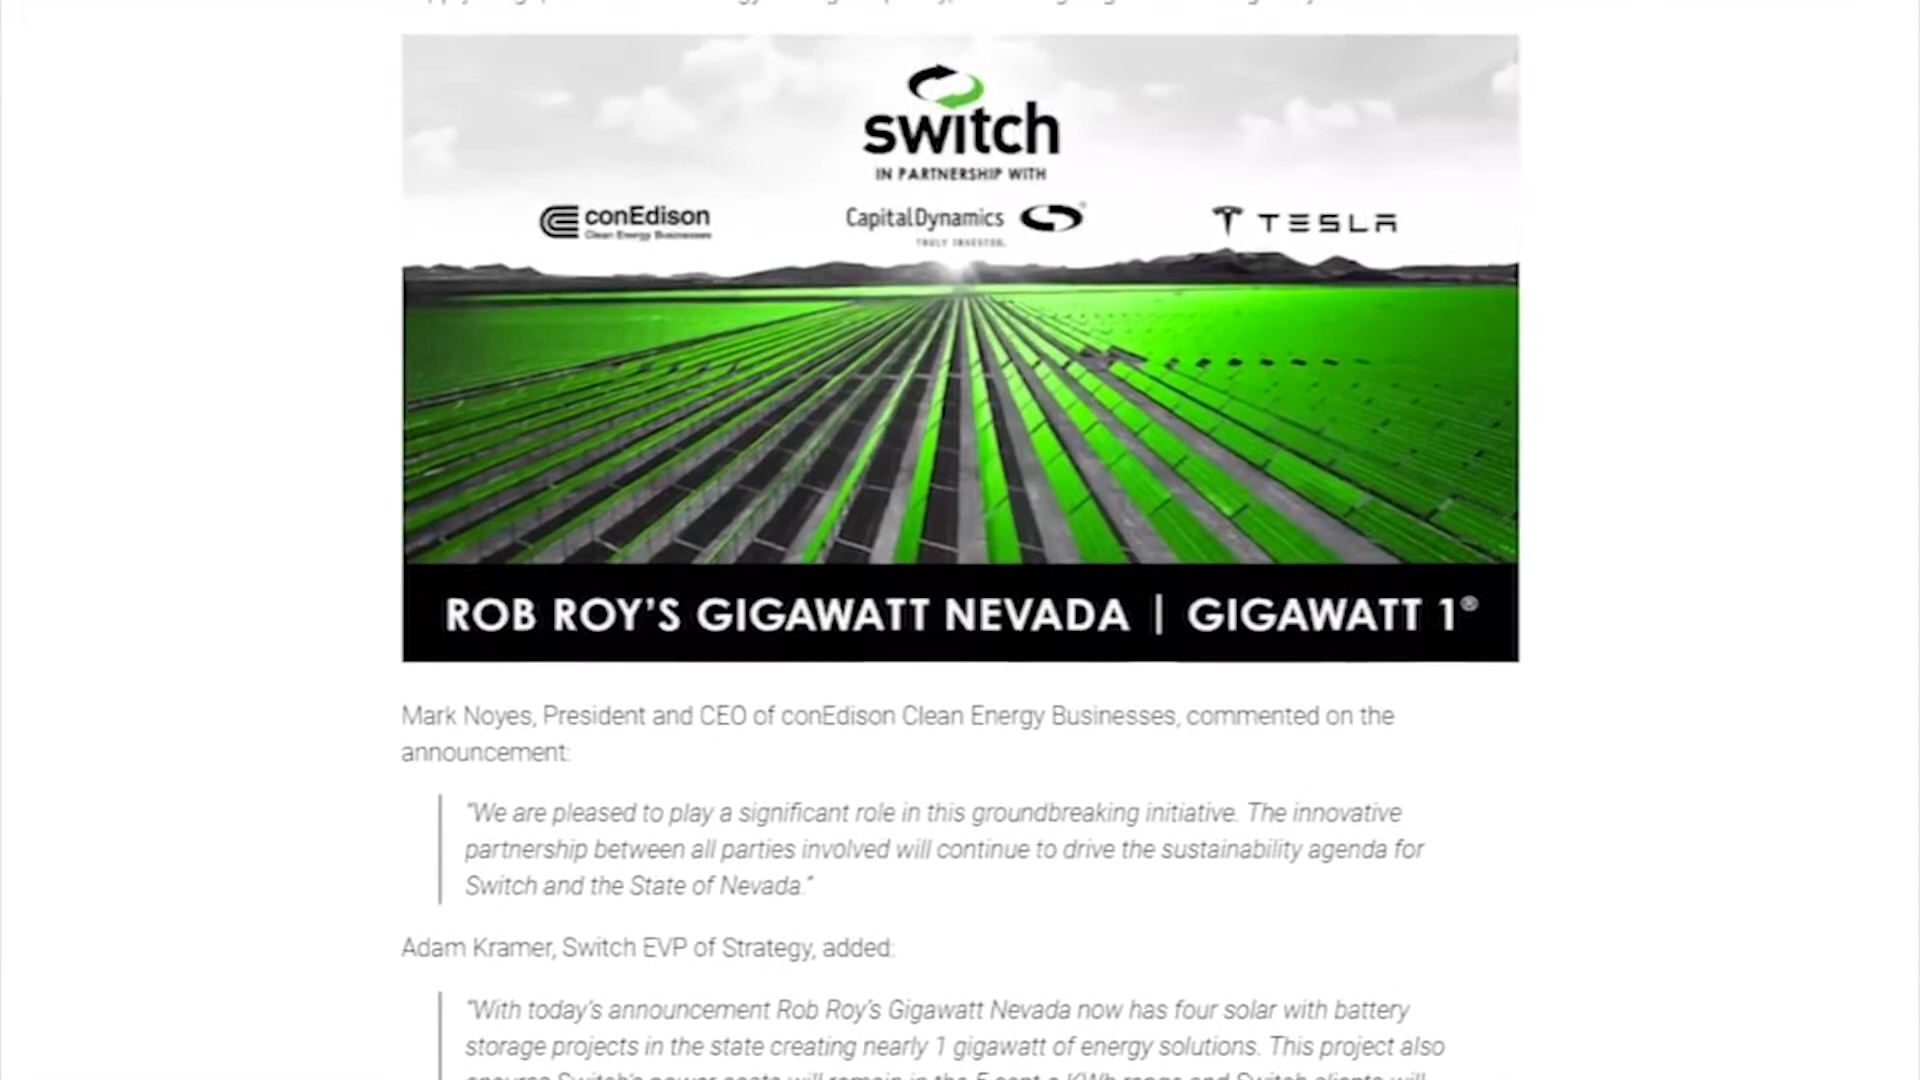 switch
IN PARTNERSHIP WITH
conEdison
Clean Energy Businesses
CapitalDynamics
TRULY INVESTED.
TESLA
ROB ROY'S GIGAWATT NEVADA | GIGAWATT 1®
Mark Noyes, President and CEO of conEdison Clean Energy Businesses, commented on the
announcement:
"We are pleased to play a significant role in this groundbreaking initiative. The innovative
partnership between all parties involved will continue to drive the sustainability agenda for
Switch and the State of Nevada."
Adam Kramer, Switch EVP of Strategy, added:
"With today's announcement Rob Roy's Gigawatt Nevada now has four solar with battery
storage projects in the state creating nearly 1 gigawatt of energy solutions. This project also